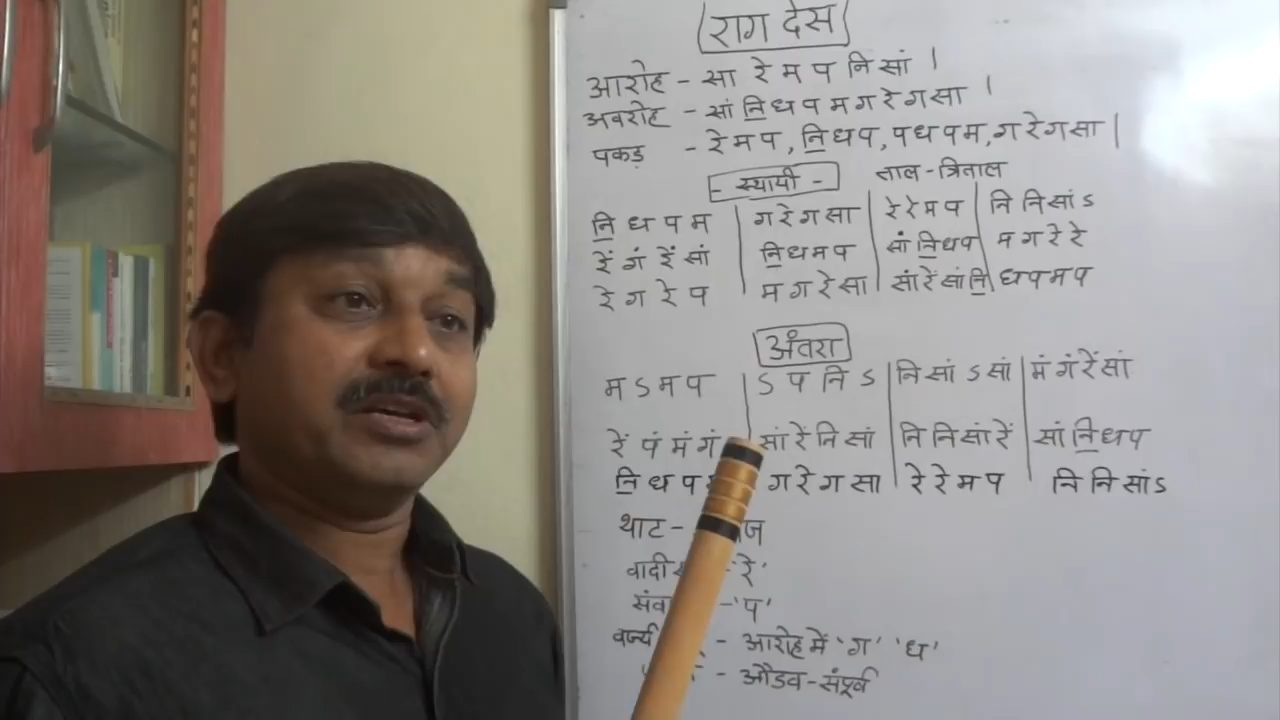 राग देस
आरोह - सा रे म प नि सां |
अवरोह - सां नि॒ ध प म ग रे ग सा |
पकड़ - रे म प, नि॒ ध प, प ध प म, ग रे ग सा |
- स्थायी - ताल - त्रिताल
नि॒ ध प म | ग रे ग सा | रे रे म प | नि नि सां ऽ
रें गं रें सां | नि॒ ध म प | सां नि॒ ध प | म ग रे रे
रे ग रे प | म ग रे सा | सां रें सां नि॒ | ध प म प
अंतरा
म ऽ म प | ऽ प नि ऽ | नि सां ऽ सां | मं गं रें सां
रें पं मं गं | सां रें नि सां | नि नि सां रें | सां नि॒ ध प
नि॒ ध प ग रे ग सा | रे रे म प नि नि सां ऽ
थाट -
वादी - 'रे'
- 'प'
वर्ज्य - आरोह में 'ग' 'ध'
- औडव - संपूर्व